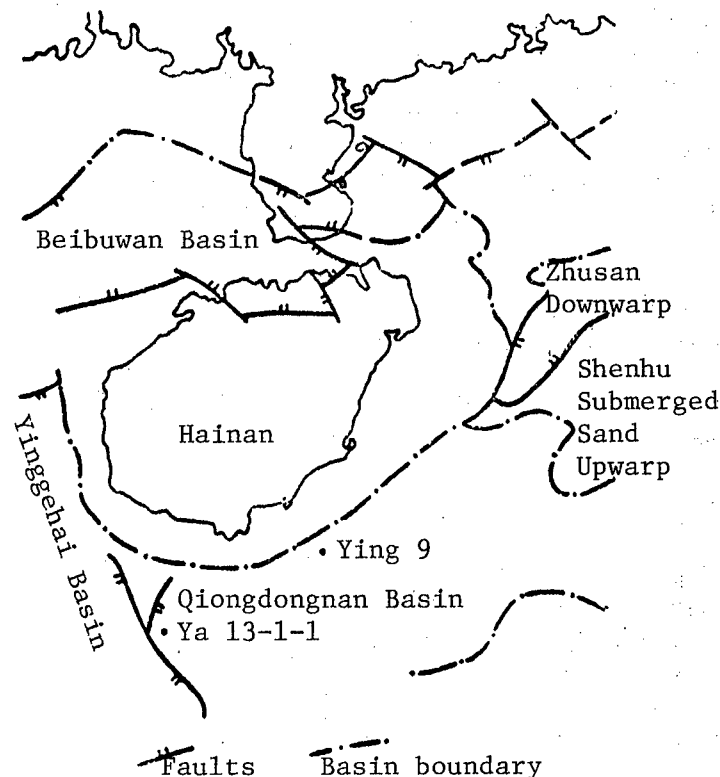 Beibuwan Basin
Zhusan
Downwarp
Shenhu
Submerged
Sand
Upwarp
Hainan
Yinggehai Basin
Ying 9
Qiongdongnan Basin
Ya 13-1-1
Faults
Basin boundary